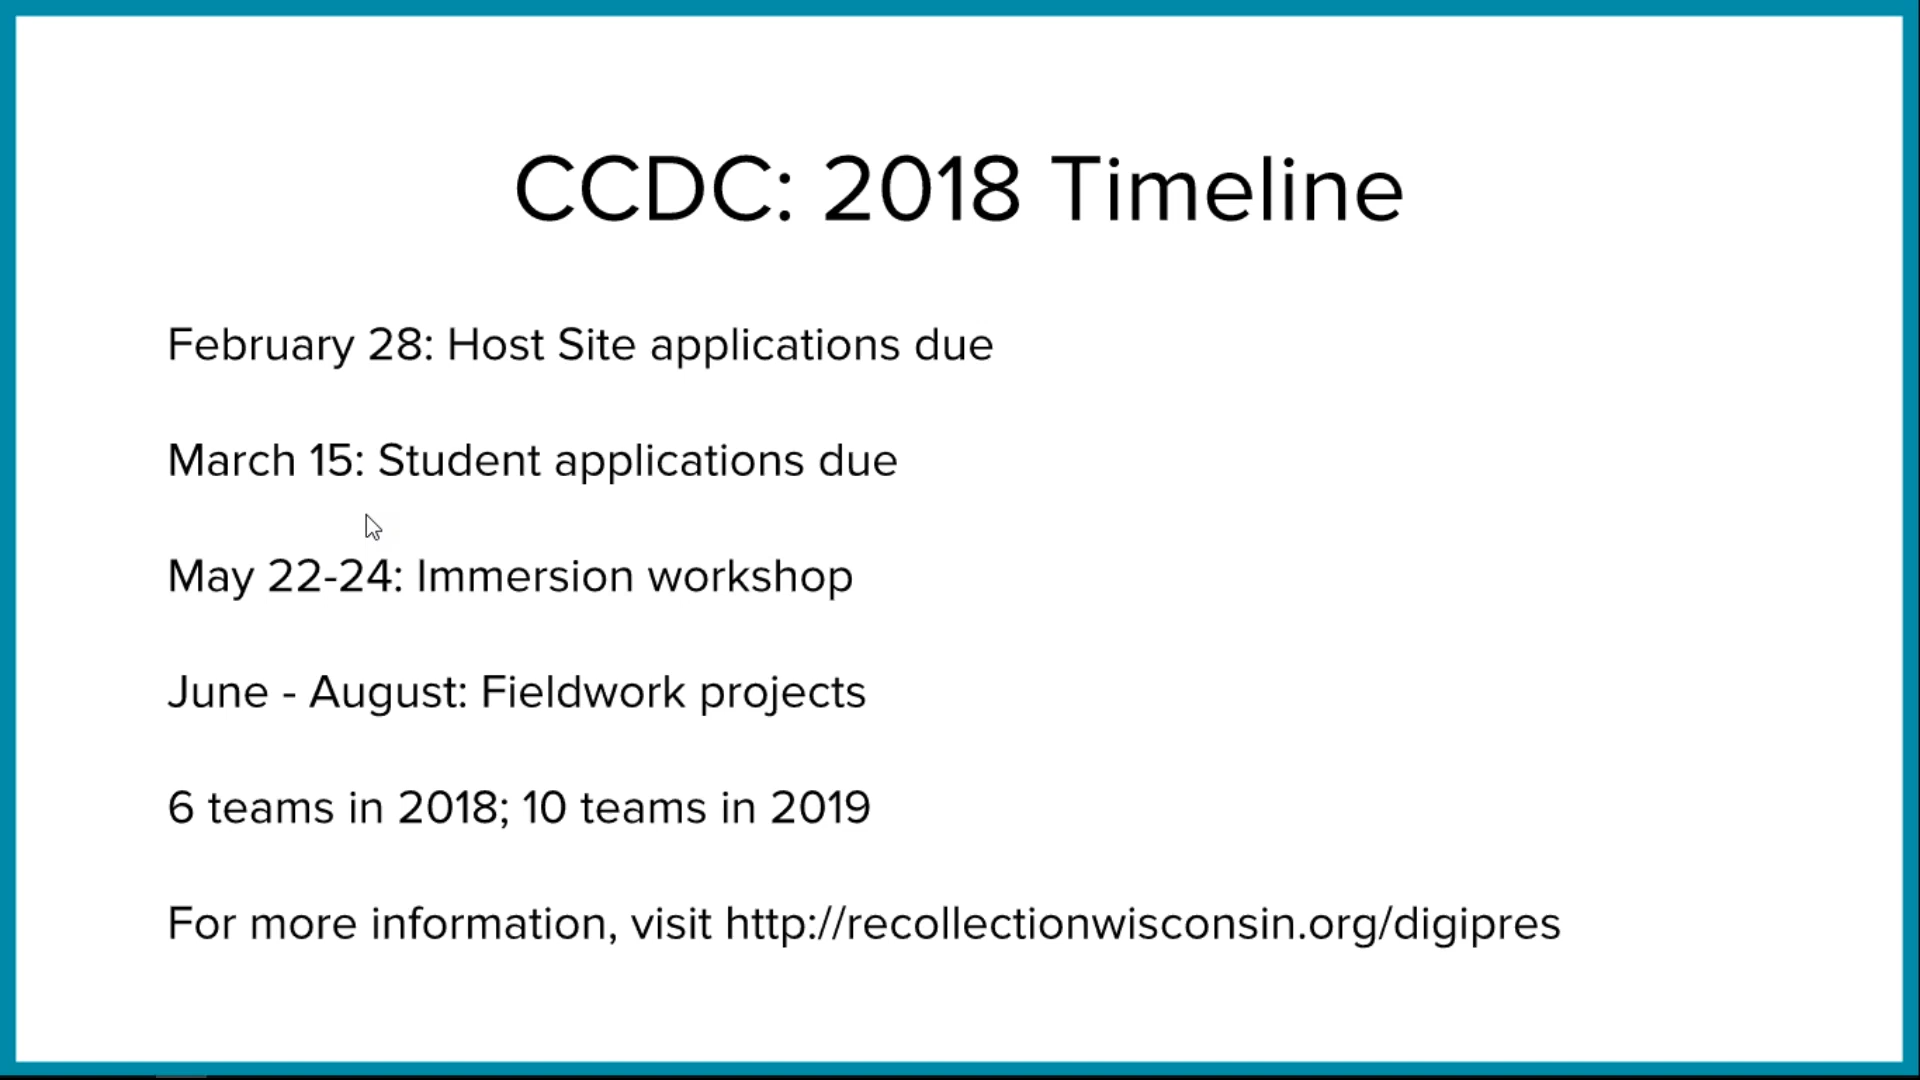 CCDC: 2018 Timeline
February 28: Host Site applications due
March 15: Student applications due
May 22-24: Immersion workshop
June - August: Fieldwork projects
6 teams in 2018; 10 teams in 2019
For more information, visit http://recollectionwisconsin.org/digipres